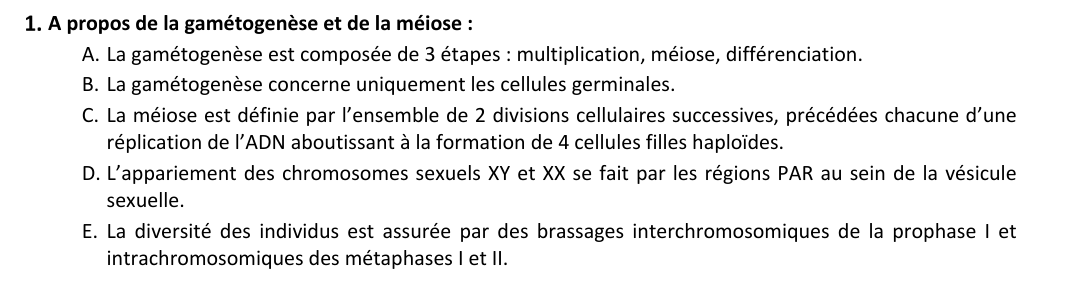 1. A propos de la gamétogenèse et de la méiose :
A. La gamétogenèse est composée de 3 étapes : multiplication, méiose, différenciation.
B. La gamétogenèse concerne uniquement les cellules germinales.
C. La méiose est définie par l’ensemble de 2 divisions cellulaires successives, précédées chacune d’une
réplication de l’ADN aboutissant à la formation de 4 cellules filles haploïdes.
D. L’appariement des chromosomes sexuels XY et XX se fait par les régions PAR au sein de la vésicule
sexuelle.
E. La diversité des individus est assurée par des brassages interchromosomiques de la prophase I et
intrachromosomiques des métaphases I et II.